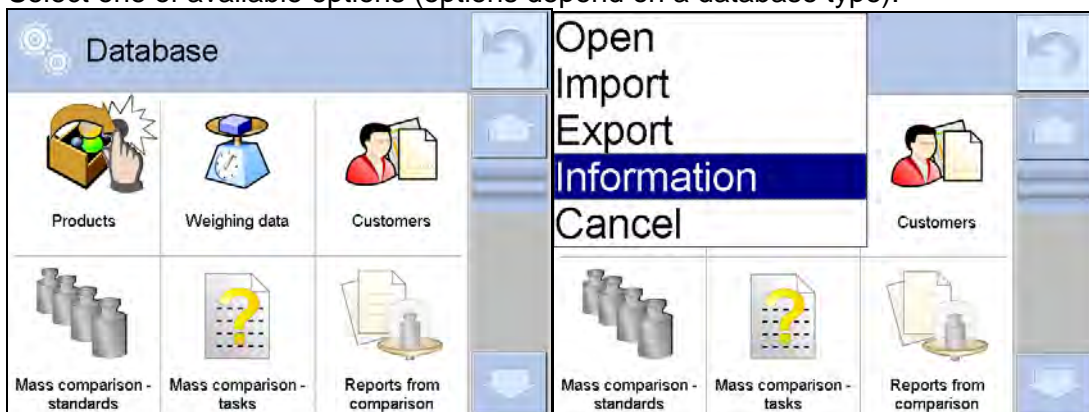 Select one of available options (options depend on a database type):
Database
Products
Weighing data
Customers
Mass comparison -
standards
Mass comparison -
tasks
Reports from
comparison
Open
Import
Export
Information
Cancel
Customers
Mass comparison -
standards
Mass comparison -
tasks
Reports from
comparison